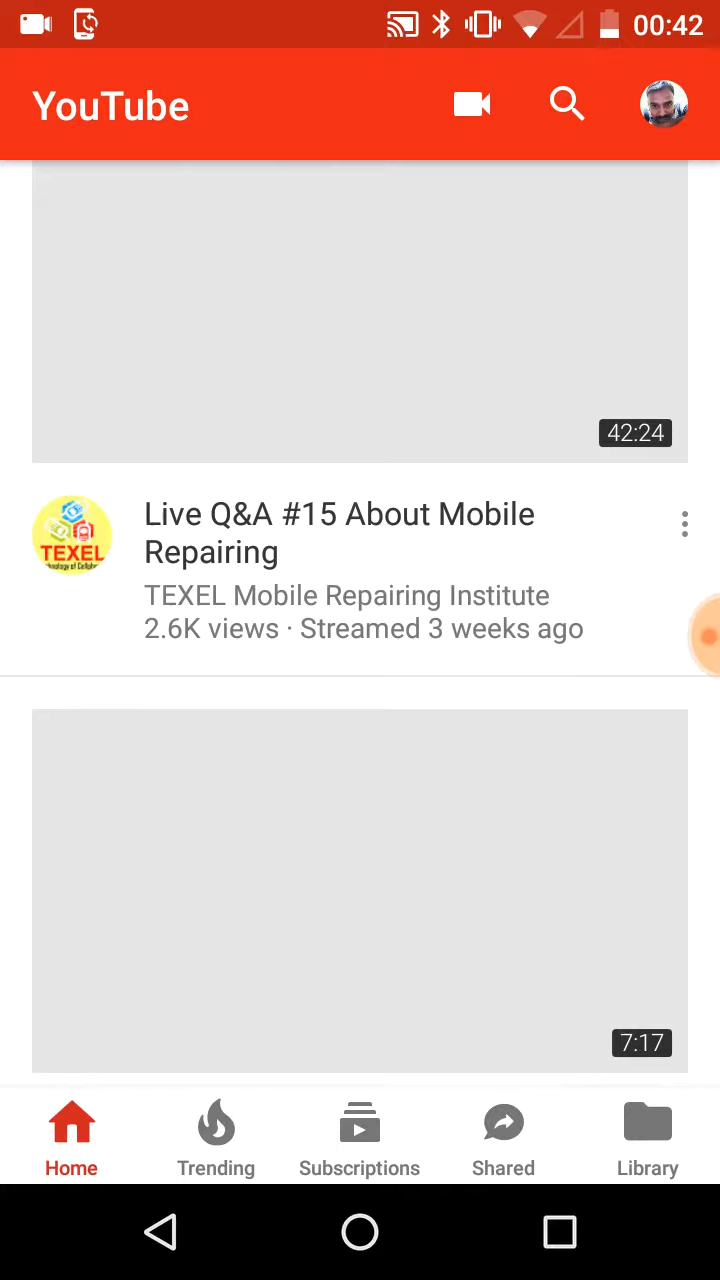 00:42
YouTube
42:24
Live Q&A #15 About Mobile
Repairing
TEXEL
TEXEL Mobile Repairing Institute
2.6K views · Streamed 3 weeks ago
7:17
Home Trending Subscriptions Shared Library